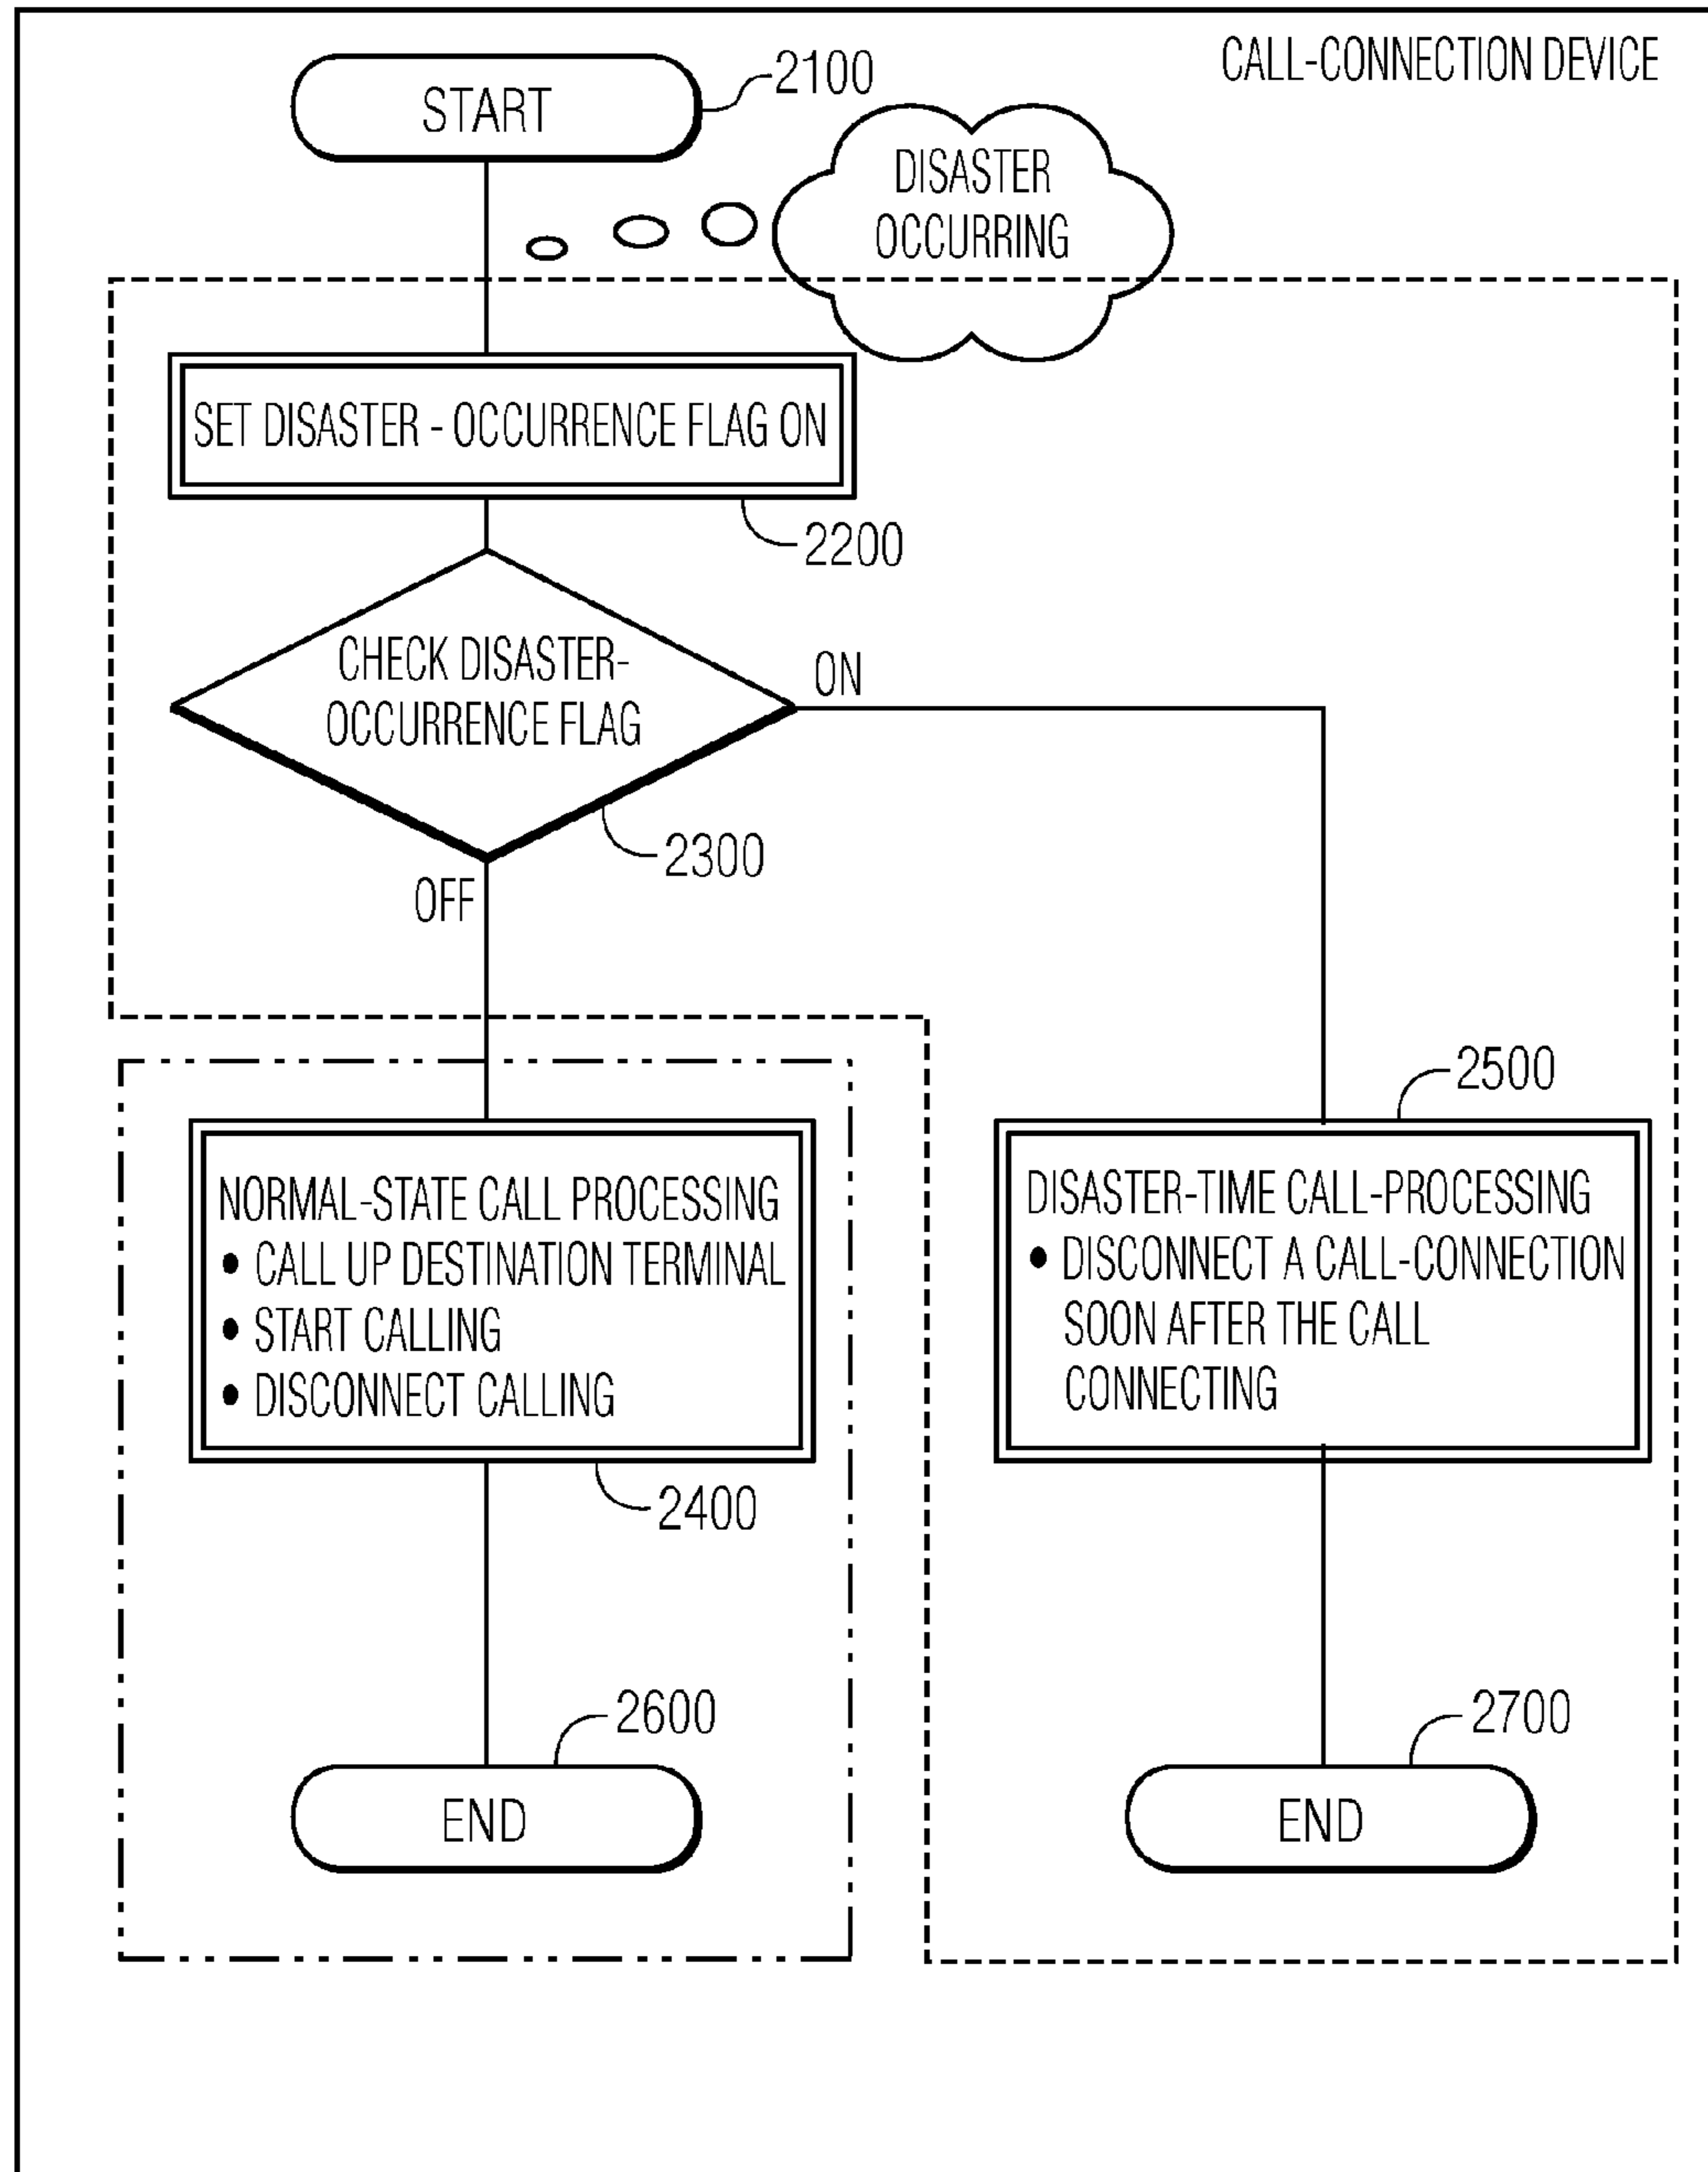 CALL-CONNECTION DEVICE
START
2100
DISASTER
OCCURRING
SET DISASTER - OCCURRENCE FLAG ON
2200
CHECK DISASTER-
OCCURRENCE FLAG
ON
2300
OFF
2500
NORMAL-STATE CALL PROCESSING
• CALL UP DESTINATION TERMINAL
• START CALLING
• DISCONNECT CALLING
2400
DISASTER-TIME CALL-PROCESSING
• DISCONNECT A CALL-CONNECTION
SOON AFTER THE CALL
CONNECTING
2600
END
2700
END